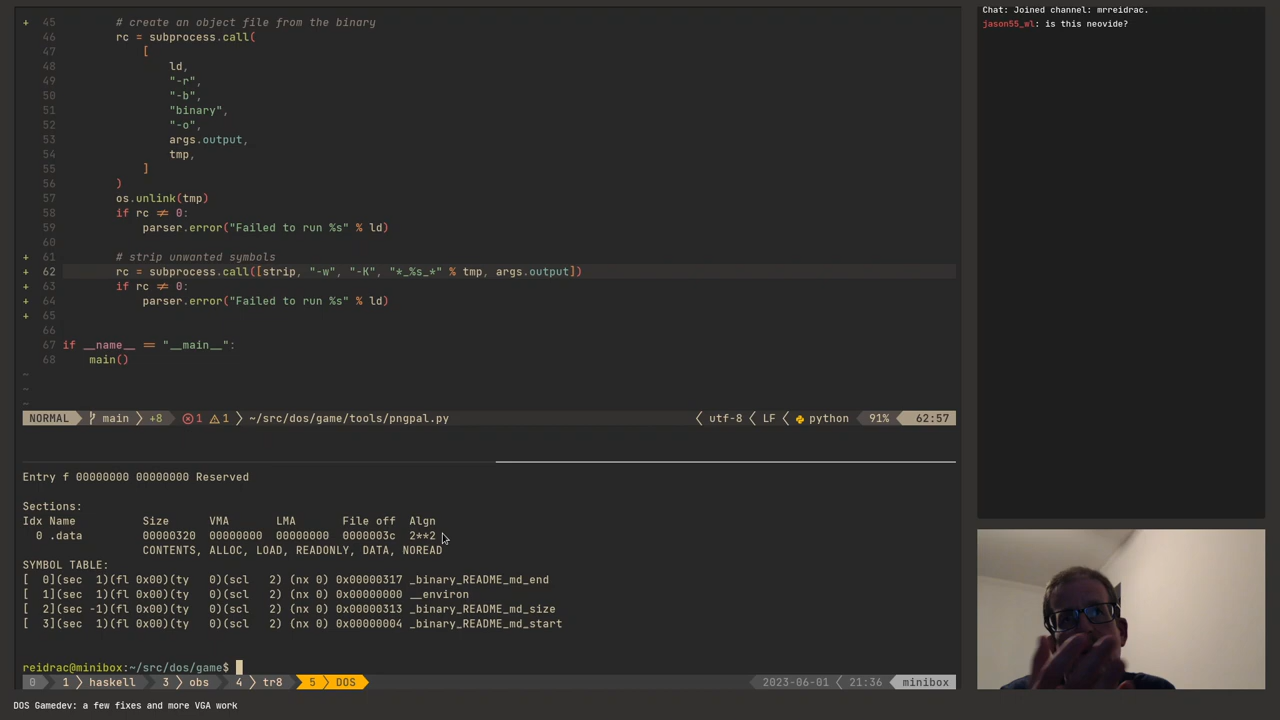 + 45 # create an object file from the binary
46 rc = subprocess.call(
47 [
48 ld,
49 "-r",
50 "-b",
51 "binary",
52 "-o",
53 args.output,
54 tmp,
55 ]
56 )
57 os.unlink(tmp)
58 if rc ≠ 0:
59 parser.error("Failed to run %s" % ld)
60
+ 61 # strip unwanted symbols
+ 62 rc = subprocess.call([strip, "-w", "-K", "*_%s_*" % tmp, args.output])
+ 63 if rc ≠ 0:
+ 64 parser.error("Failed to run %s" % ld)
+ 65
66
67 if __name__ == "__main__":
68 main()
~
~
~
NORMAL main +8 1 1 ~/src/dos/game/tools/pngpal.py utf-8 LF python 91% 62:57
Entry f 00000000 00000000 Reserved
Sections:
Idx Name Size VMA LMA File off Algn
0 .data 00000320 00000000 00000000 0000003c 2**2
CONTENTS, ALLOC, LOAD, READONLY, DATA, NOREAD
SYMBOL TABLE:
[ 0](sec 1)(fl 0x00)(ty 0)(scl 2) (nx 0) 0x00000317 _binary_README_md_end
[ 1](sec 1)(fl 0x00)(ty 0)(scl 2) (nx 0) 0x00000000 __environ
[ 2](sec -1)(fl 0x00)(ty 0)(scl 2) (nx 0) 0x00000313 _binary_README_md_size
[ 3](sec 1)(fl 0x00)(ty 0)(scl 2) (nx 0) 0x00000004 _binary_README_md_start
reidrac@minibox:~/src/dos/game$
0 1 haskell 3 obs 4 tr8 5 DOS 2023-06-01 21:36 minibox
DOS Gamedev: a few fixes and more VGA work
Chat: Joined channel: mrreidrac.
jason55_wl: is this neovide?